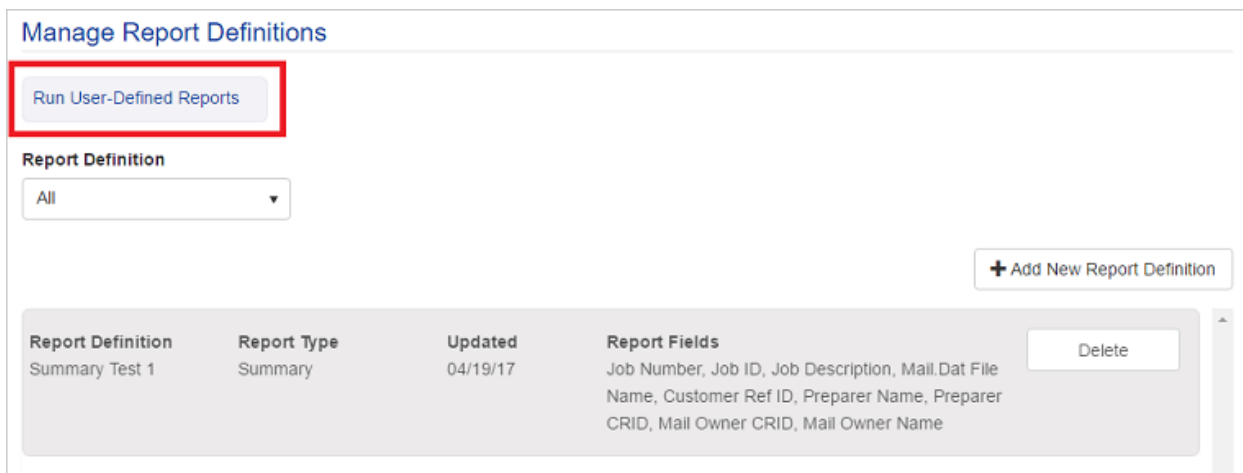 Manage Report Definitions
Run User-Defined Reports
Report Definition
All
+ Add New Report Definition
Report Definition Report Type Updated Report Fields Delete
Summary Test 1 Summary 04/19/17 Job Number, Job ID, Job Description, Mail.Dat File
Name, Customer Ref ID, Preparer Name, Preparer
CRID, Mail Owner CRID, Mail Owner Name